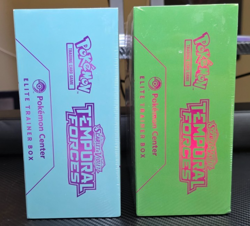 Pokémon
Pokémon Center
ELITE TRAINER BOX
TEMPORAL
FORCES
Pokémon
Pokémon Center
ELITE TRAINER BOX
TEMPORAL
FORCES